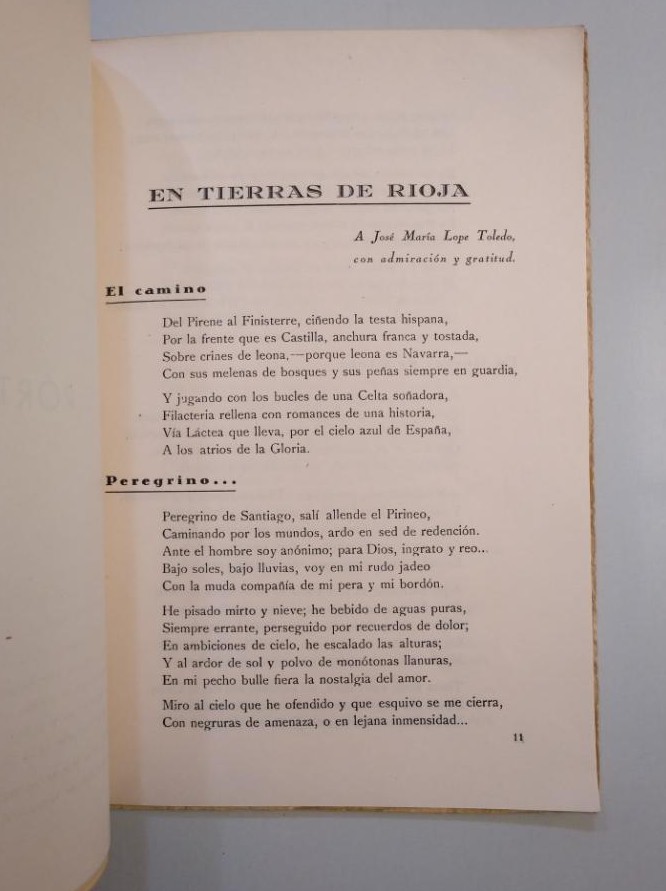 EN TIERRAS DE RIOJA
A José María Lope Toledo,
con admiración y gratitud.
El camino
Del Pirene al Finisterre, ciñendo la testa hispana,
Por la frente que es Castilla, anchura franca y tostada,
Sobre crines de leona,—porque leona es Navarra,—
Con sus melenas de bosques y sus peñas siempre en guardia,
Y jugando con los bucles de una Celta soñadora,
Filacteria rellena con romances de una historia,
Vía Láctea que lleva, por el cielo azul de España,
A los atrios de la Gloria.
Peregrino...
Peregrino de Santiago, salí allende el Pirineo,
Caminando por los mundos, ardo en sed de redención.
Ante el hombre soy anónimo; para Dios, ingrato y reo...
Bajo soles, bajo lluvias, voy en mi rudo jadeo
Con la muda compañía de mi pera y mi bordón.
He pisado mirto y nieve; he bebido de aguas puras,
Siempre errante, perseguido por recuerdos de dolor;
En ambiciones de cielo, he escalado las alturas;
Y al ardor de sol y polvo de monótonas llanuras,
En mi pecho bulle fiera la nostalgia del amor.
Miro al cielo que he ofendido y que esquivo se me cierra,
Con negruras de amenaza, o en lejana inmensidad...
11